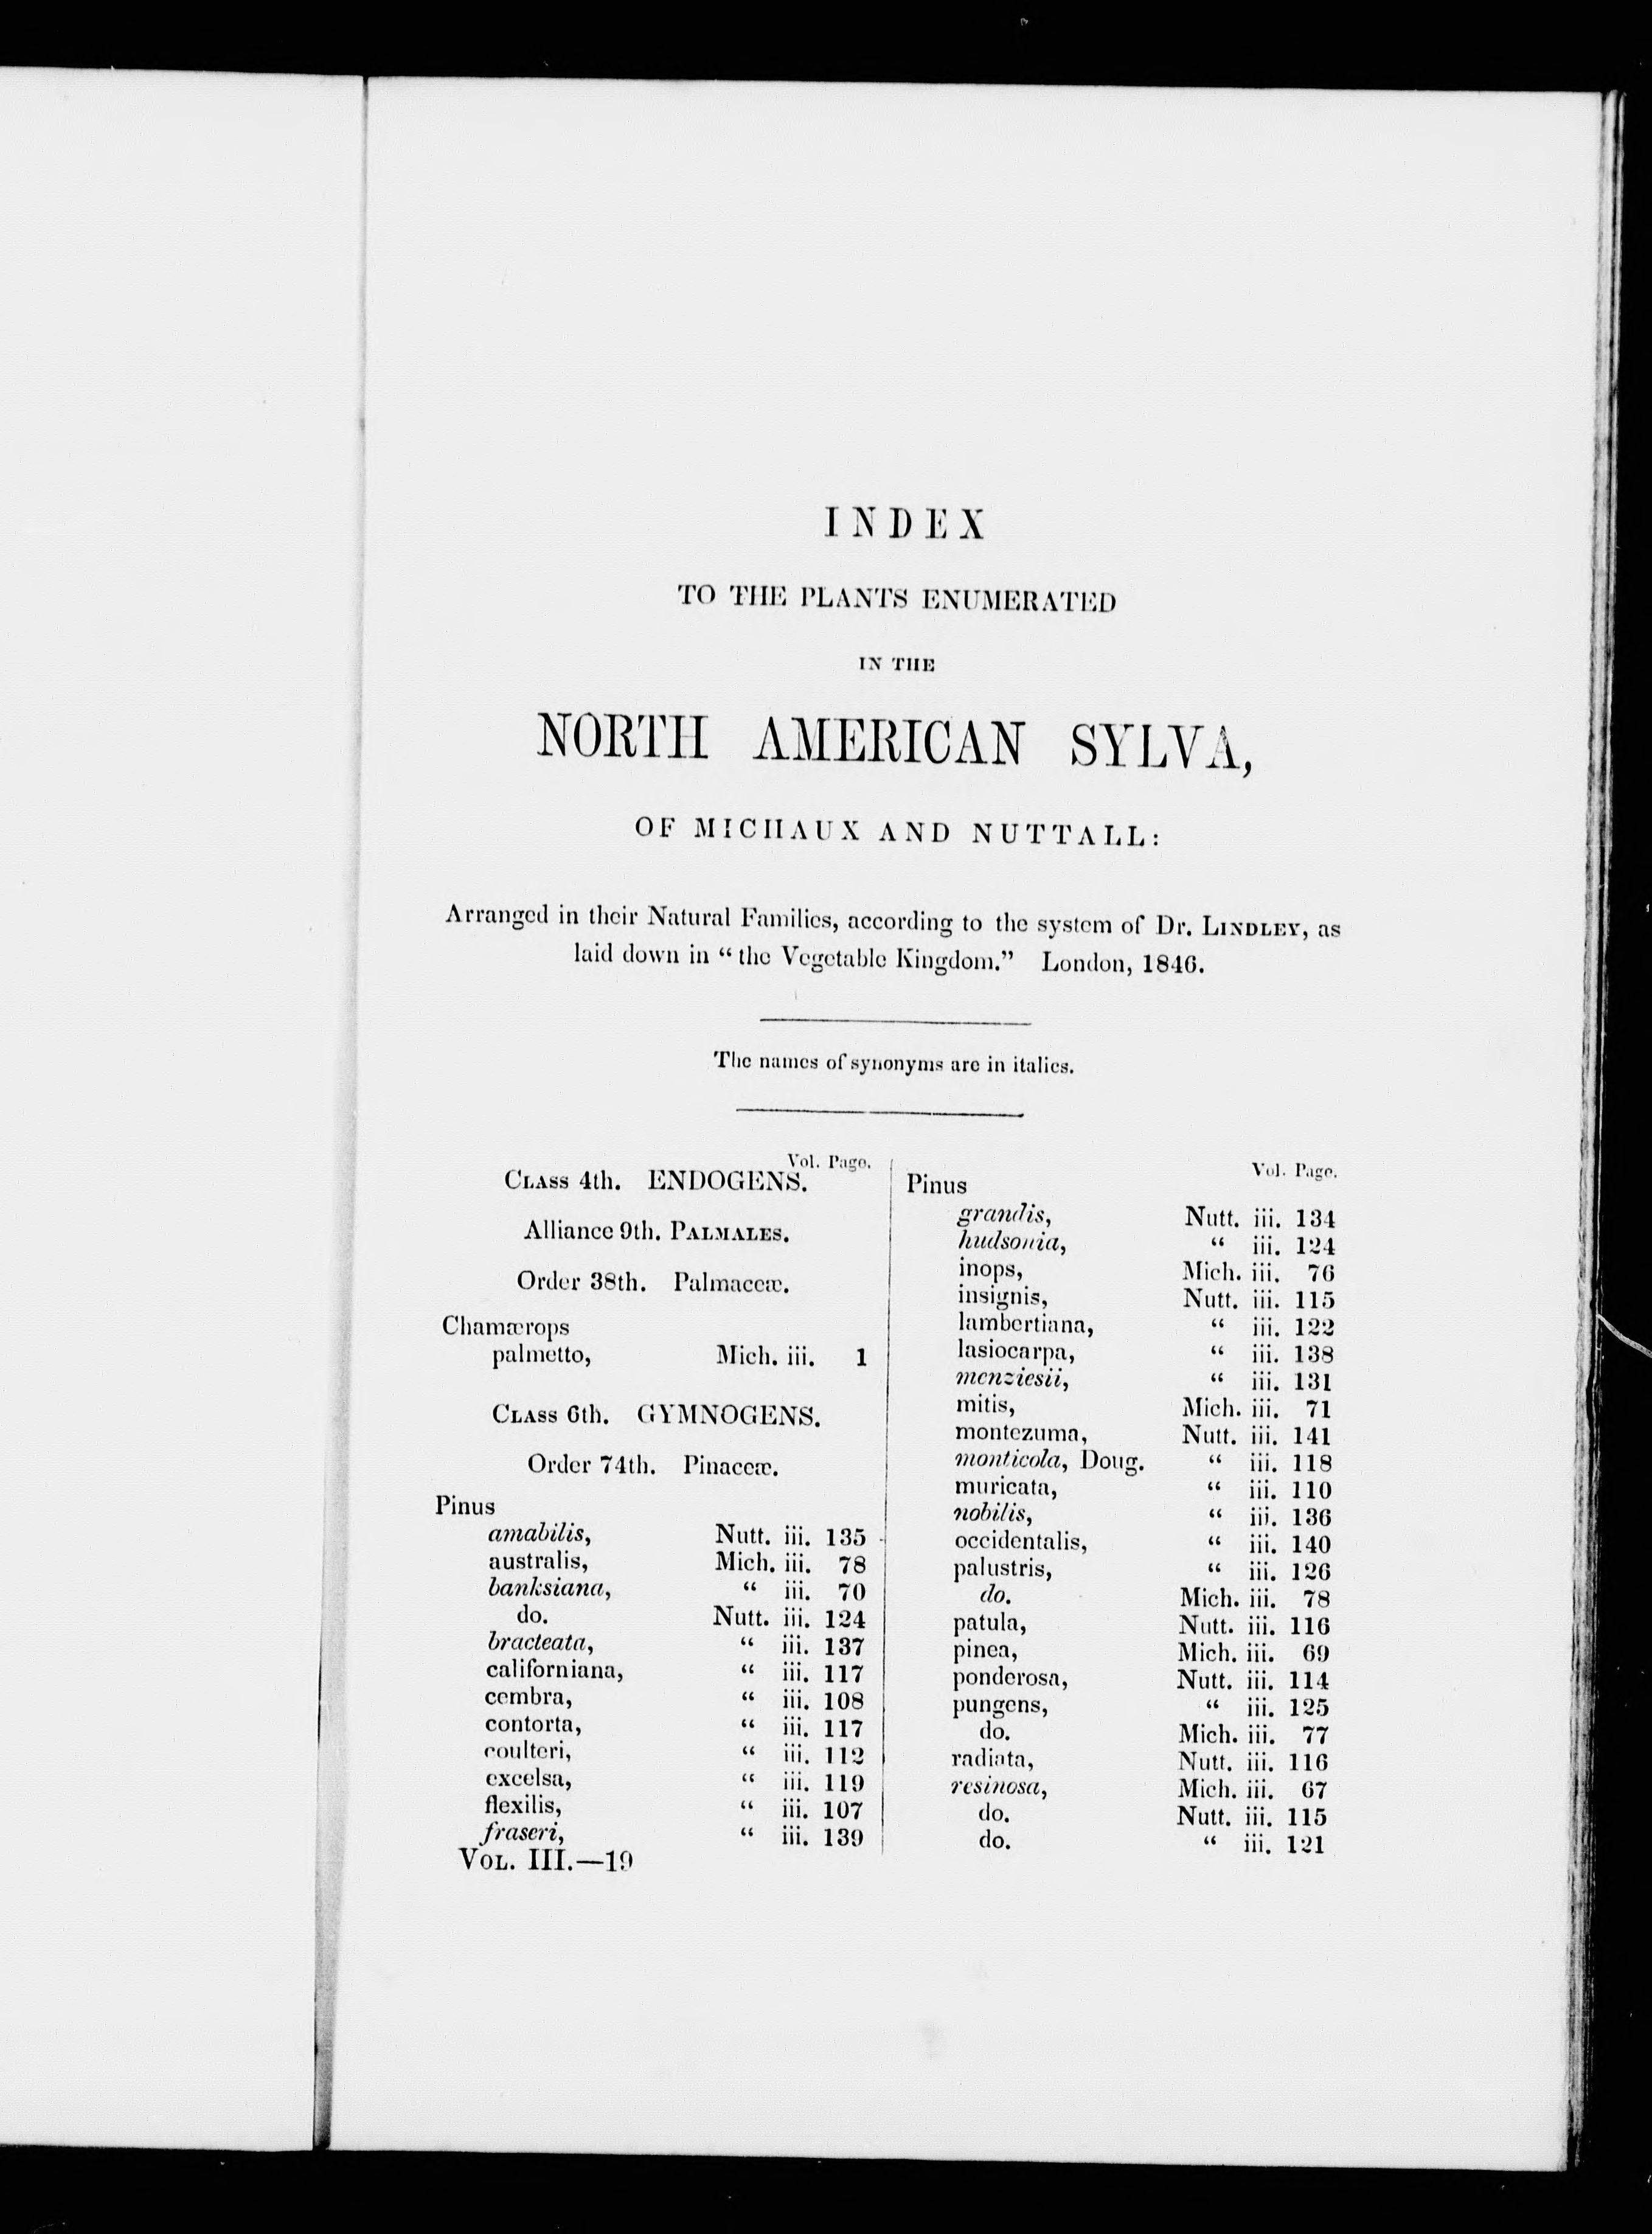 INDEX
TO THE PLANTS ENUMERATED
IN THE
NORTH AMERICAN SYLVA,
OF MICHAUX AND NUTTALL:
Arranged in their Natural Families, according to the system of Dr. LINDLEY, as
laid down in “the Vegetable Kingdom.” London, 1846.
The names of synonyms are in italics.
Vol. Page.
CLASS 4th. ENDOGENS.
Alliance 9th. PALMALES.
Order 38th. Palmaceæ.
Chamærops
palmetto, Mich. iii. 1
CLASS 6th. GYMNOGENS.
Order 74th. Pinaceæ.
Pinus
amabilis, Nutt. iii. 135
australis, Mich. iii. 78
banksiana, “ iii. 70
do. Nutt. iii. 124
bracteata, “ iii. 137
californiana, “ iii. 117
cembra, “ iii. 108
contorta, “ iii. 117
coulteri, “ iii. 112
excelsa, “ iii. 119
flexilis, “ iii. 107
fraseri, “ iii. 139
VOL. III.—19
Vol. Page.
Pinus
grandis, Nutt. iii. 134
hudsonia, “ iii. 124
inops, Mich. iii. 76
insignis, Nutt. iii. 115
lambertiana, “ iii. 122
lasiocarpa, “ iii. 138
menziesii, “ iii. 131
mitis, Mich. iii. 71
montezuma, Nutt. iii. 141
monticola, Doug. “ iii. 118
muricata, “ iii. 110
nobilis, “ iii. 136
occidentalis, “ iii. 140
palustris, “ iii. 126
do. Mich. iii. 78
patula, Nutt. iii. 116
pinea, Mich. iii. 69
ponderosa, Nutt. iii. 114
pungens, “ iii. 125
do. Mich. iii. 77
radiata, Nutt. iii. 116
resinosa, Mich. iii. 67
do. Nutt. iii. 115
do. “ iii. 121